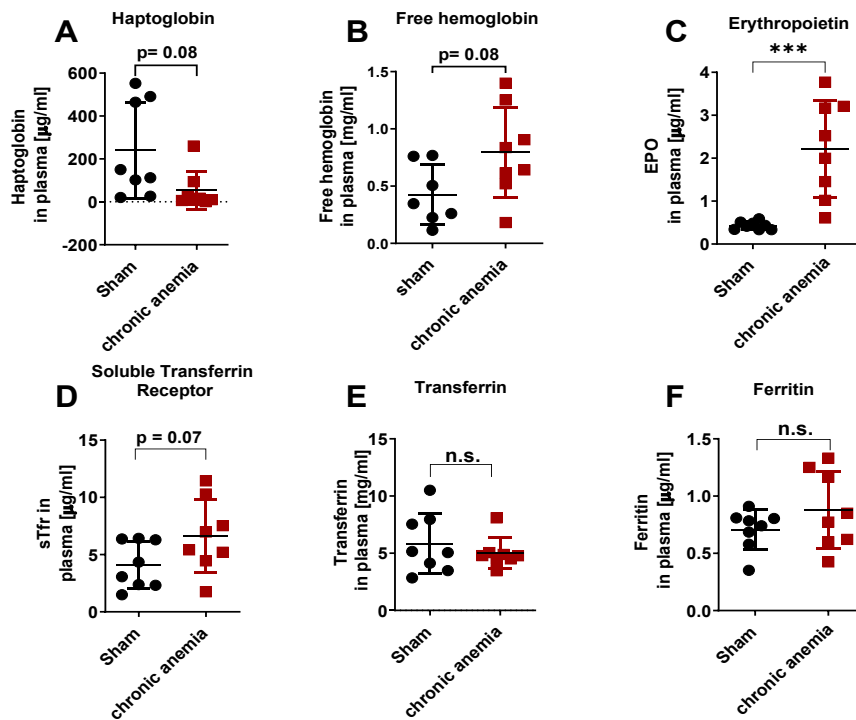 A
Haptoglobin
p= 0.08
Haptoglobin
in plasma [µg/ml]
600
400
200
0
-200
Sham
chronic anemia
B
Free hemoglobin
p = 0.08
Free hemoglobin
in plasma [mg/ml]
1.5
1.0
0.5
0.0
sham
chronic anemia
C
Erythropoietin
***
EPO
in plasma [µg/ml]
4
3
2
1
0
Sham
chronic anemia
D
Soluble Transferrin
Receptor
p = 0.07
sTfr in
plasma [µg/ml]
15
10
5
0
Sham
chronic anemia
E
Transferrin
n.s.
Transferrin
in plasma [mg/ml]
15
10
5
0
Sham
chronic anemia
F
Ferritin
n.s.
Ferritin
in plasma [µg/ml]
1.5
1.0
0.5
0.0
Sham
chronic anemia